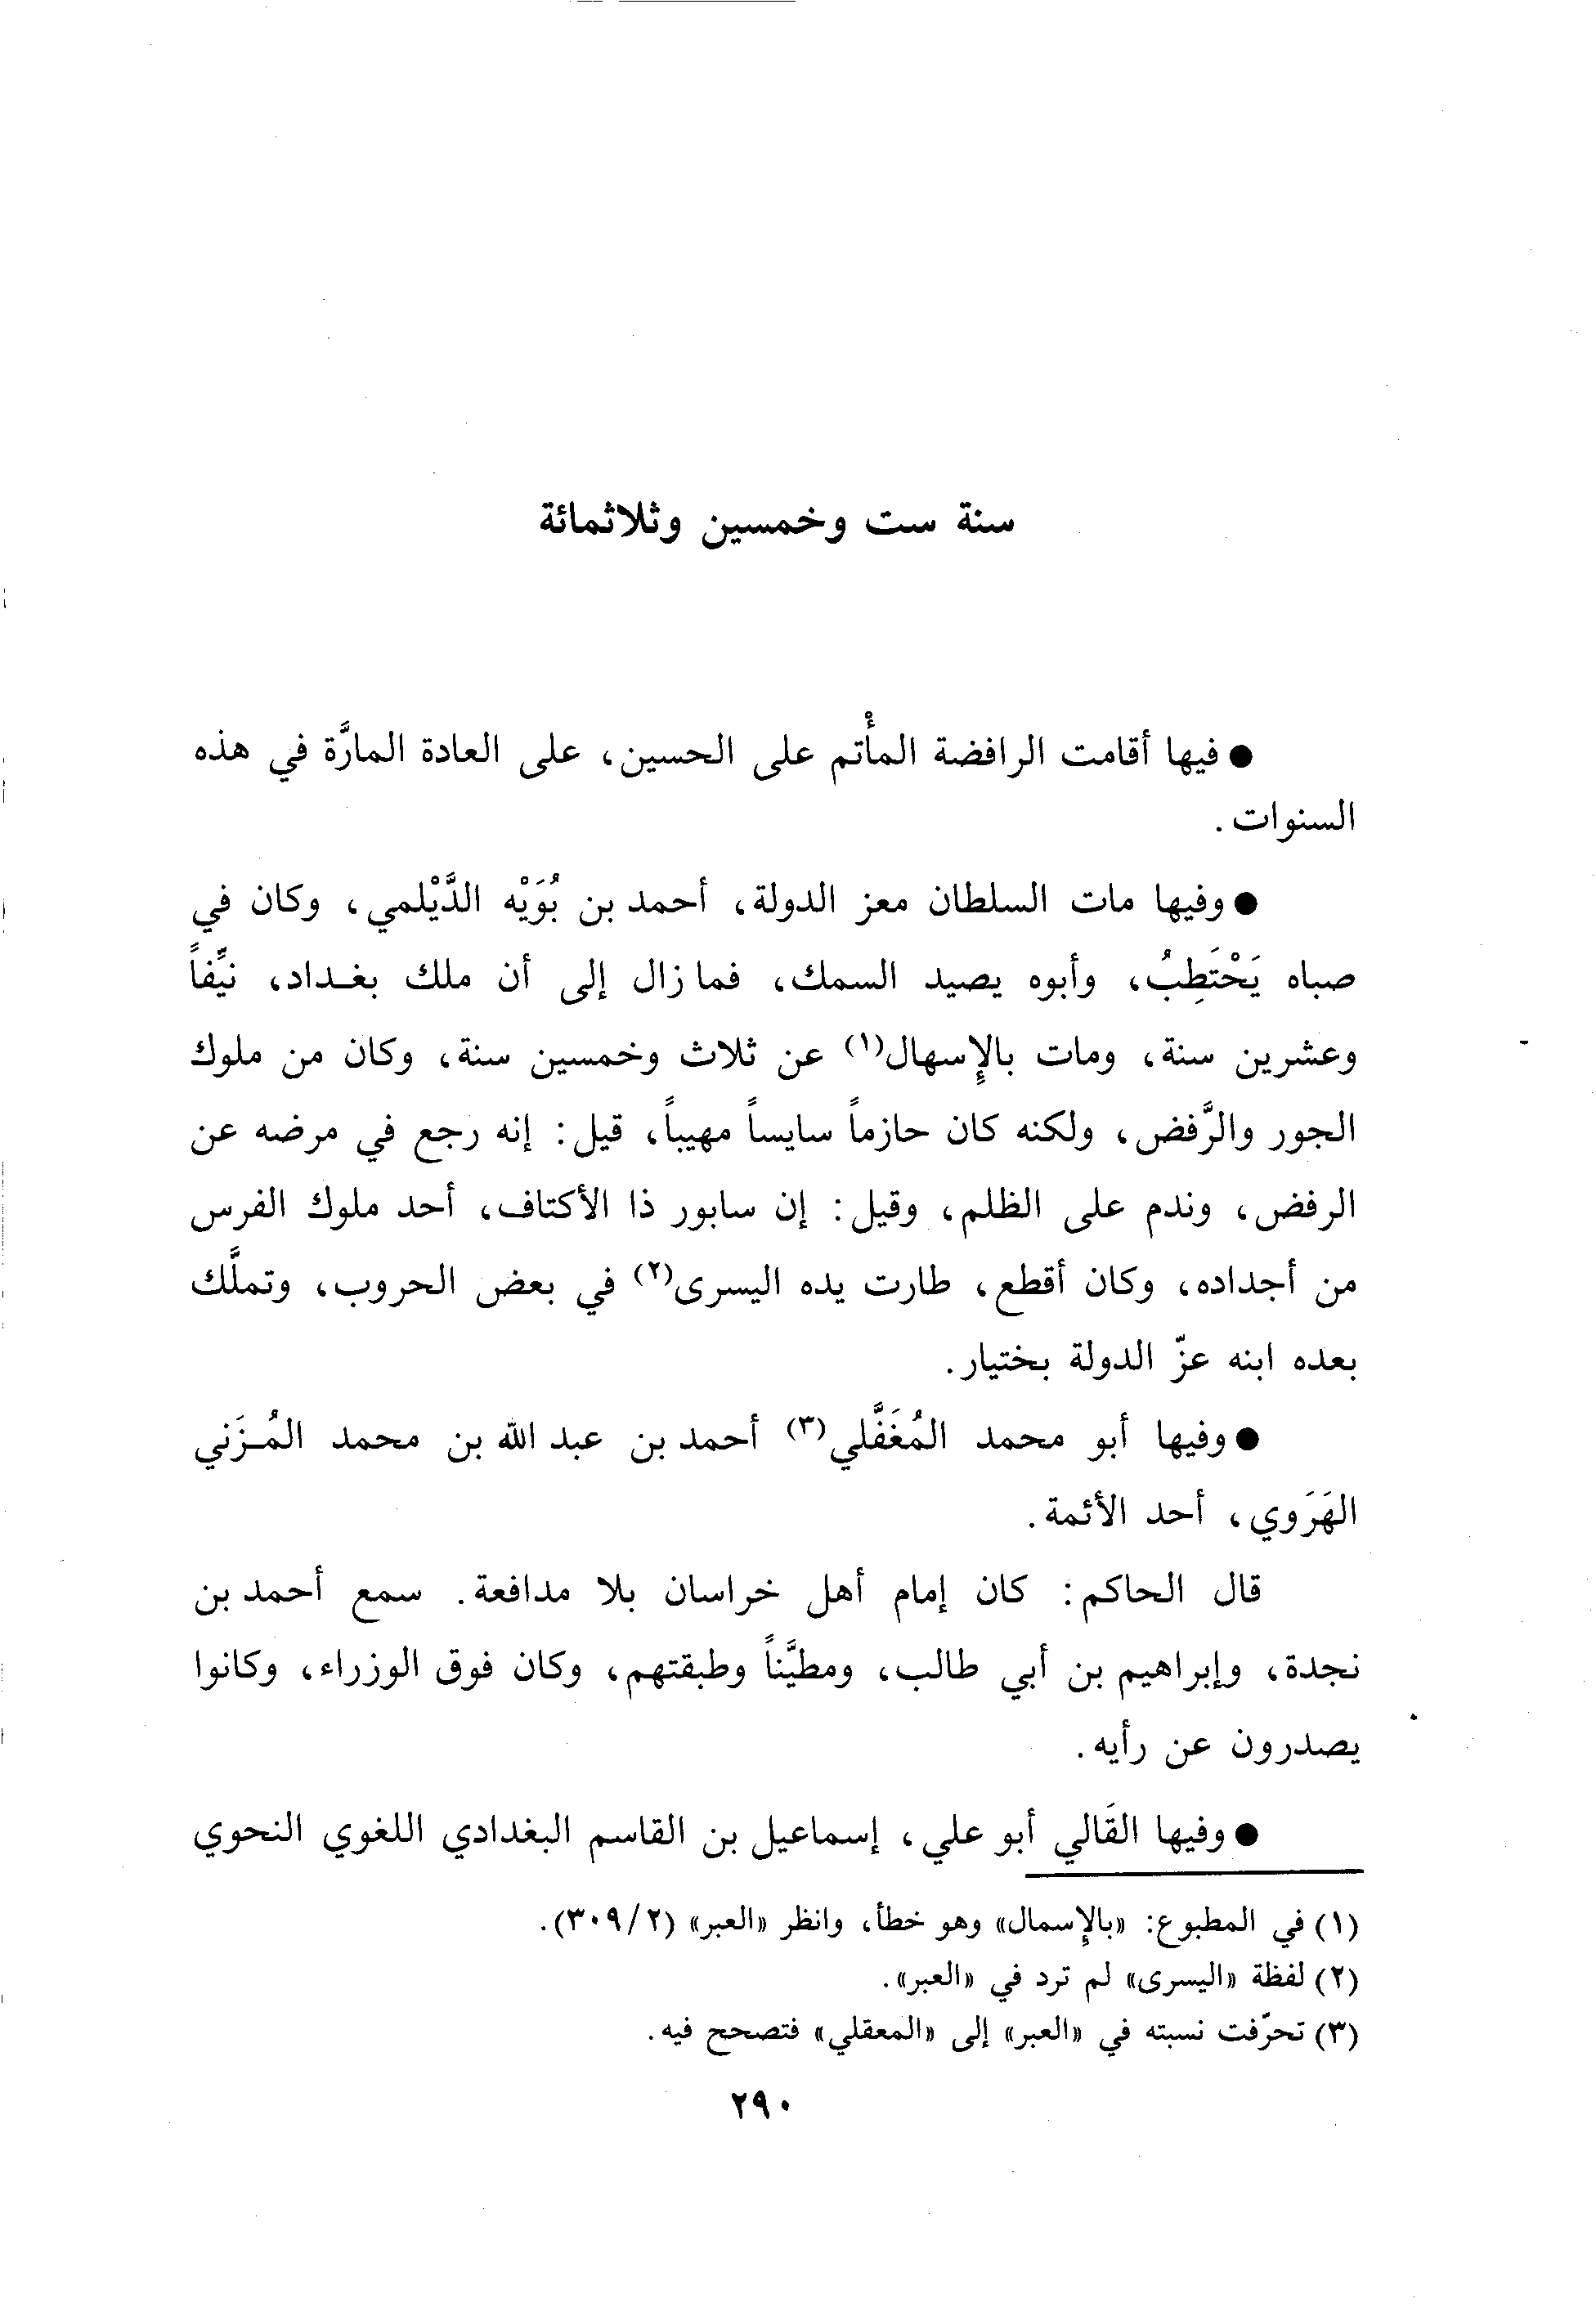 سنة ست وخمسين وثلاثمائة
● فيها أقامت الرافضة المأْتم على الحسين، على العادة المارَّة في هذه
السنوات.
● وفيها مات السلطان معز الدولة، أحمد بن بُوَيْه الدَّيْلمي، وكان في
صباه يَحْتَطِبُ، وأبوه يصيد السمك، فما زال إلى أن ملك بغداد، نيِّفاً
وعشرين سنة، ومات بالإِسهال(١) عن ثلاث وخمسين سنة، وكان من ملوك
الجور والرَّفض، ولكنه كان حازماً سايساً مهيباً، قيل: إنه رجع في مرضه عن
الرفض، وندم على الظلم، وقيل: إن سابور ذا الأكتاف، أحد ملوك الفرس
من أجداده، وكان أقطع، طارت يده اليسرى(٢) في بعض الحروب، وتملَّك
بعده ابنه عزّ الدولة بختيار.
● وفيها أبو محمد المُغَفَّلي(٣) أحمد بن عبد الله بن محمد المُزَني
الهَرَوي، أحد الأئمة.
قال الحاكم: كان إمام أهل خراسان بلا مدافعة. سمع أحمد بن
نجدة، وإبراهيم بن أبي طالب، ومطيَّناً وطبقتهم، وكان فوق الوزراء، وكانوا
يصدرون عن رأيه.
● وفيها القَالي أبو علي، إسماعيل بن القاسم البغدادي اللغوي النحوي
(١) في المطبوع: «بالإِسمال» وهو خطأ، وانظر «العبر» (٣٠٩/٢).
(٢) لفظة «اليسرى» لم ترد في «العبر».
(٣) تحرّفت نسبته في «العبر» إلى «المعقلي» فتصحح فيه.
٢٩٠